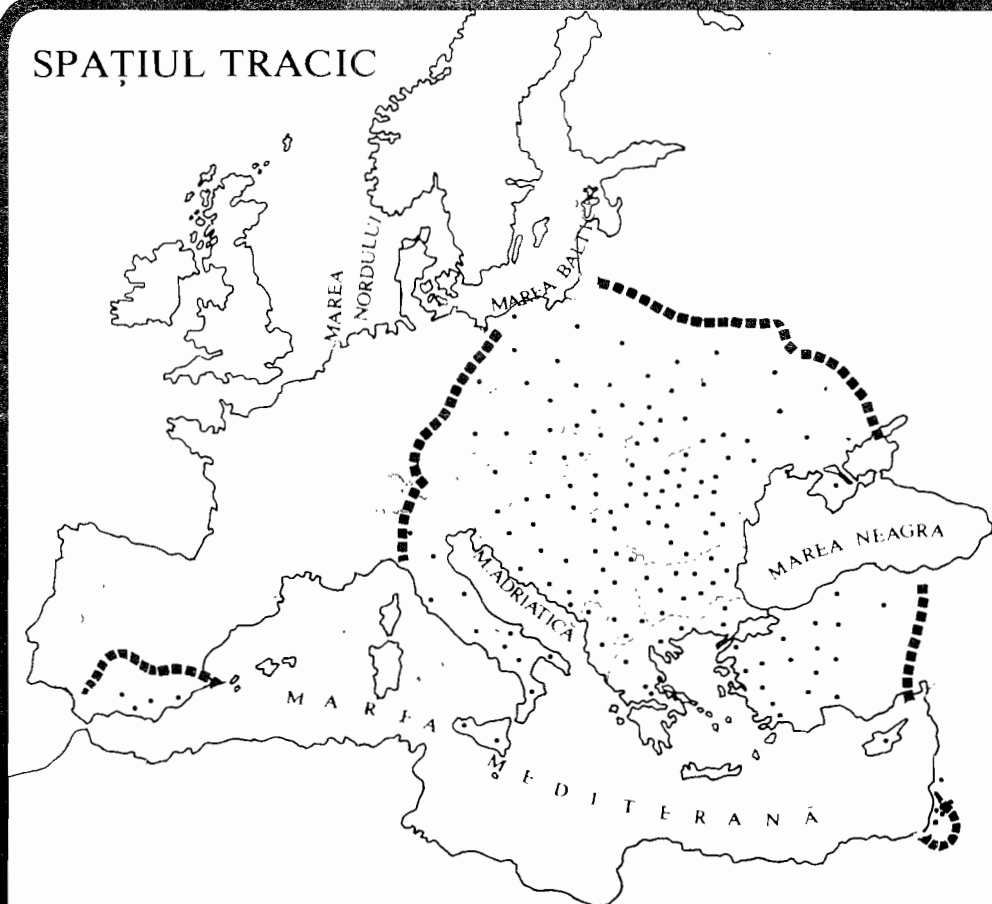 SPAȚIUL TRACIC
MAREA
NORDULUI
MAREA BALTICĂ
MAREA NEAGRA
M.ADRIATICĂ
MAREA
MEDITERANĂ